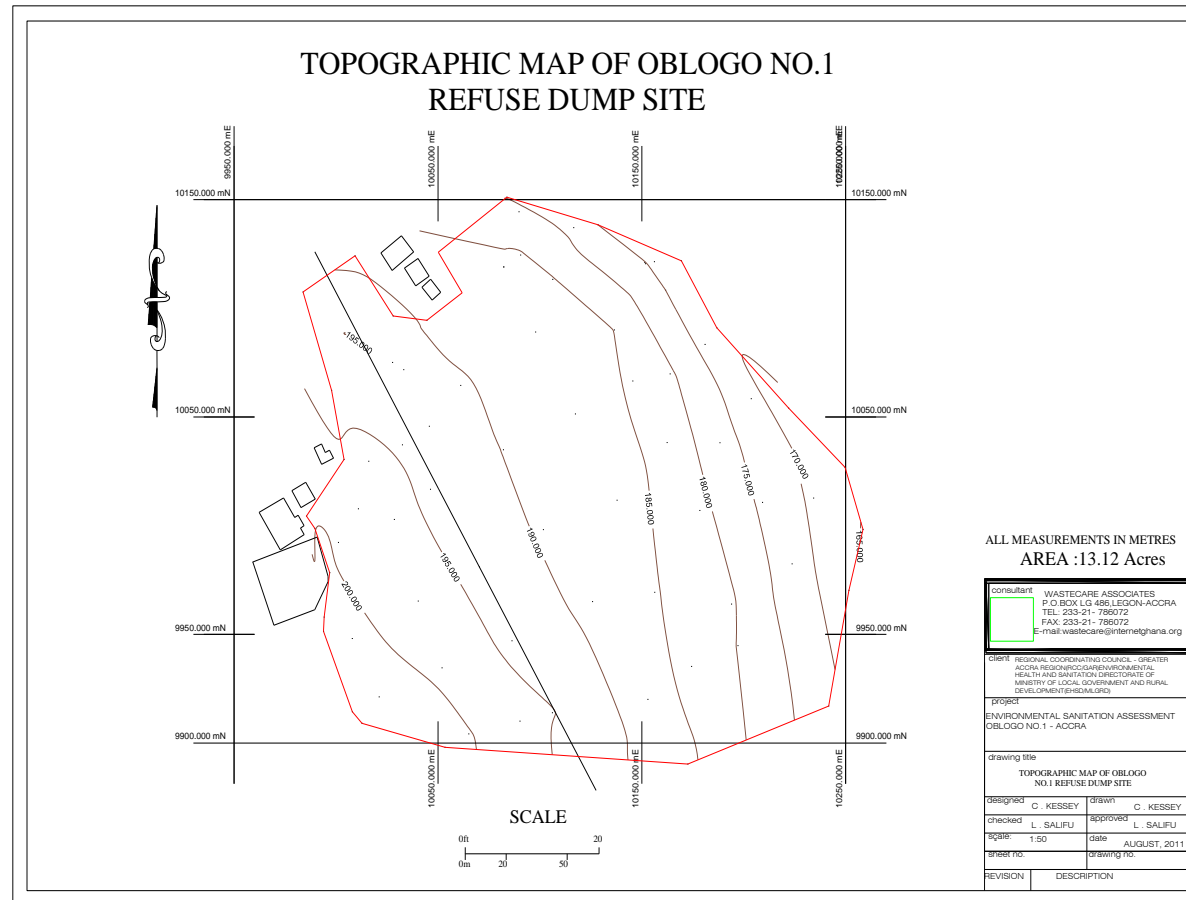 TOPOGRAPHIC MAP OF OBLOGO NO.1
REFUSE DUMP SITE
9950.000 mE
10050.000 mE
10150.000 mE
10250.000 mE
10150.000 mN
10150.000 mN
195.000
10050.000 mN
10050.000 mN
170.000
175.000
180.000
185.000
190.000
195.000
165.000
200.000
9950.000 mN
9950.000 mN
9900.000 mN
9900.000 mN
10050.000 mE
10150.000 mE
10250.000 mE
SCALE
0ft 20
0m 20 50
ALL MEASUREMENTS IN METRES
AREA :13.12 Acres
consultant
WASTECARE ASSOCIATES
P.O.BOX LG 486,LEGON-ACCRA
TEL: 233-21- 786072
FAX: 233-21- 786072
E-mail:wastecare@internetghana.org
client
REGIONAL COORDINATING COUNCIL - GREATER
ACCRA REGION(RCC/GAR)ENVIRONMENTAL
HEALTH AND SANITATION DIRECTORATE OF
MINISTRY OF LOCAL GOVERNMENT AND RURAL
DEVELOPMENT(EHSD/MLGRD)
project
ENVIRONMENTAL SANITATION ASSESSMENT
OBLOGO NO.1 - ACCRA
drawing title
TOPOGRAPHIC MAP OF OBLOGO
NO.1 REFUSE DUMP SITE
designed C . KESSEY drawn C . KESSEY
checked L . SALIFU approved L . SALIFU
scale: 1:50 date AUGUST, 2011
sheet no. drawing no.
REVISION DESCRIPTION